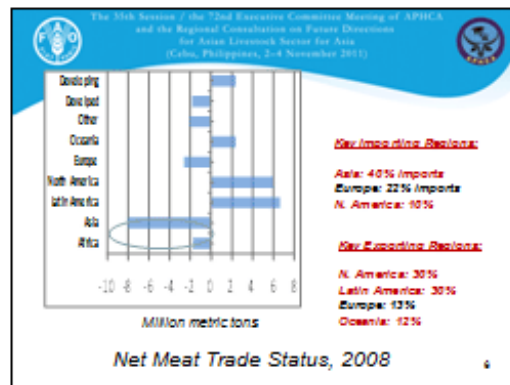 The 35th Session / the 72nd Executive Committee Meeting of APHCA
and the Regional Consultation on Future Directions
for Asian Livestock Sector for Asia
(Cebu, Philippines, 2-4 November 2011)
FAO
APHCA
Developing
Developed
Other
Oceania
Europe
North America
Latin America
Asia
Africa
-10 -8 -6 -4 -2 0 2 4 6 8
Million metric tons
Key Importing Regions:
Asia: 40% imports
Europe: 22% imports
N. America: 10%
Key Exporting Regions:
N. America: 30%
Latin America: 30%
Europe: 13%
Oceania: 12%
Net Meat Trade Status, 2008